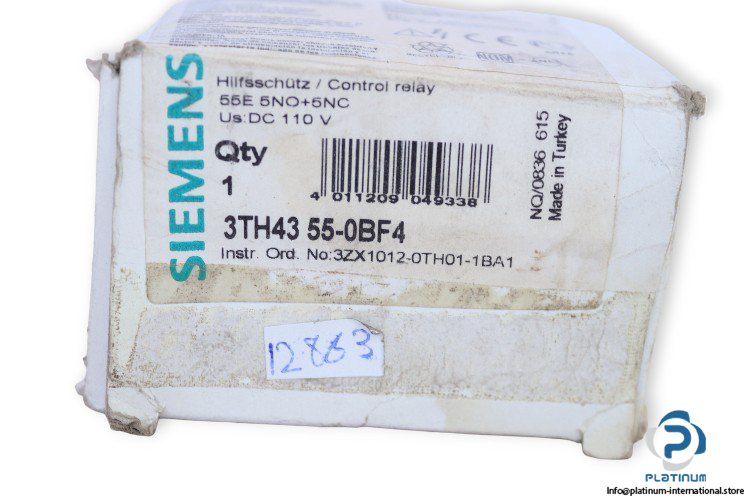 SIEMENS
Hilfsschütz / Control relay
55E 5NO+5NC
Us:DC 110 V
Qty
1
4 011209 049338
NQ/0836 615
Made in Turkey
3TH43 55-0BF4
Instr. Ord. No:3ZX1012-0TH01-1BA1
12863
PLATINUM
Info@platinum-international.store